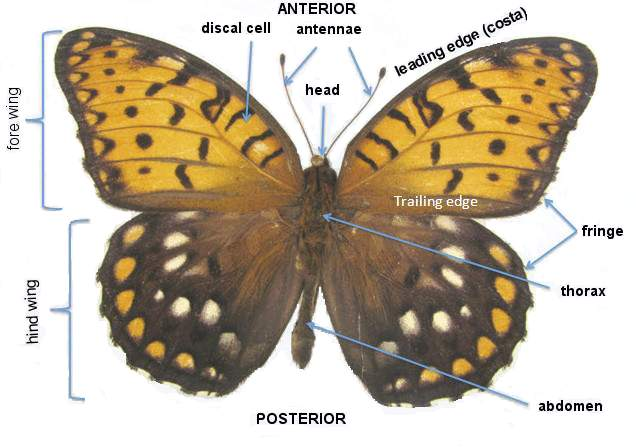 ANTERIOR
discal cell
antennae
leading edge (costa)
head
fore wing
Trailing edge
fringe
thorax
hind wing
abdomen
POSTERIOR